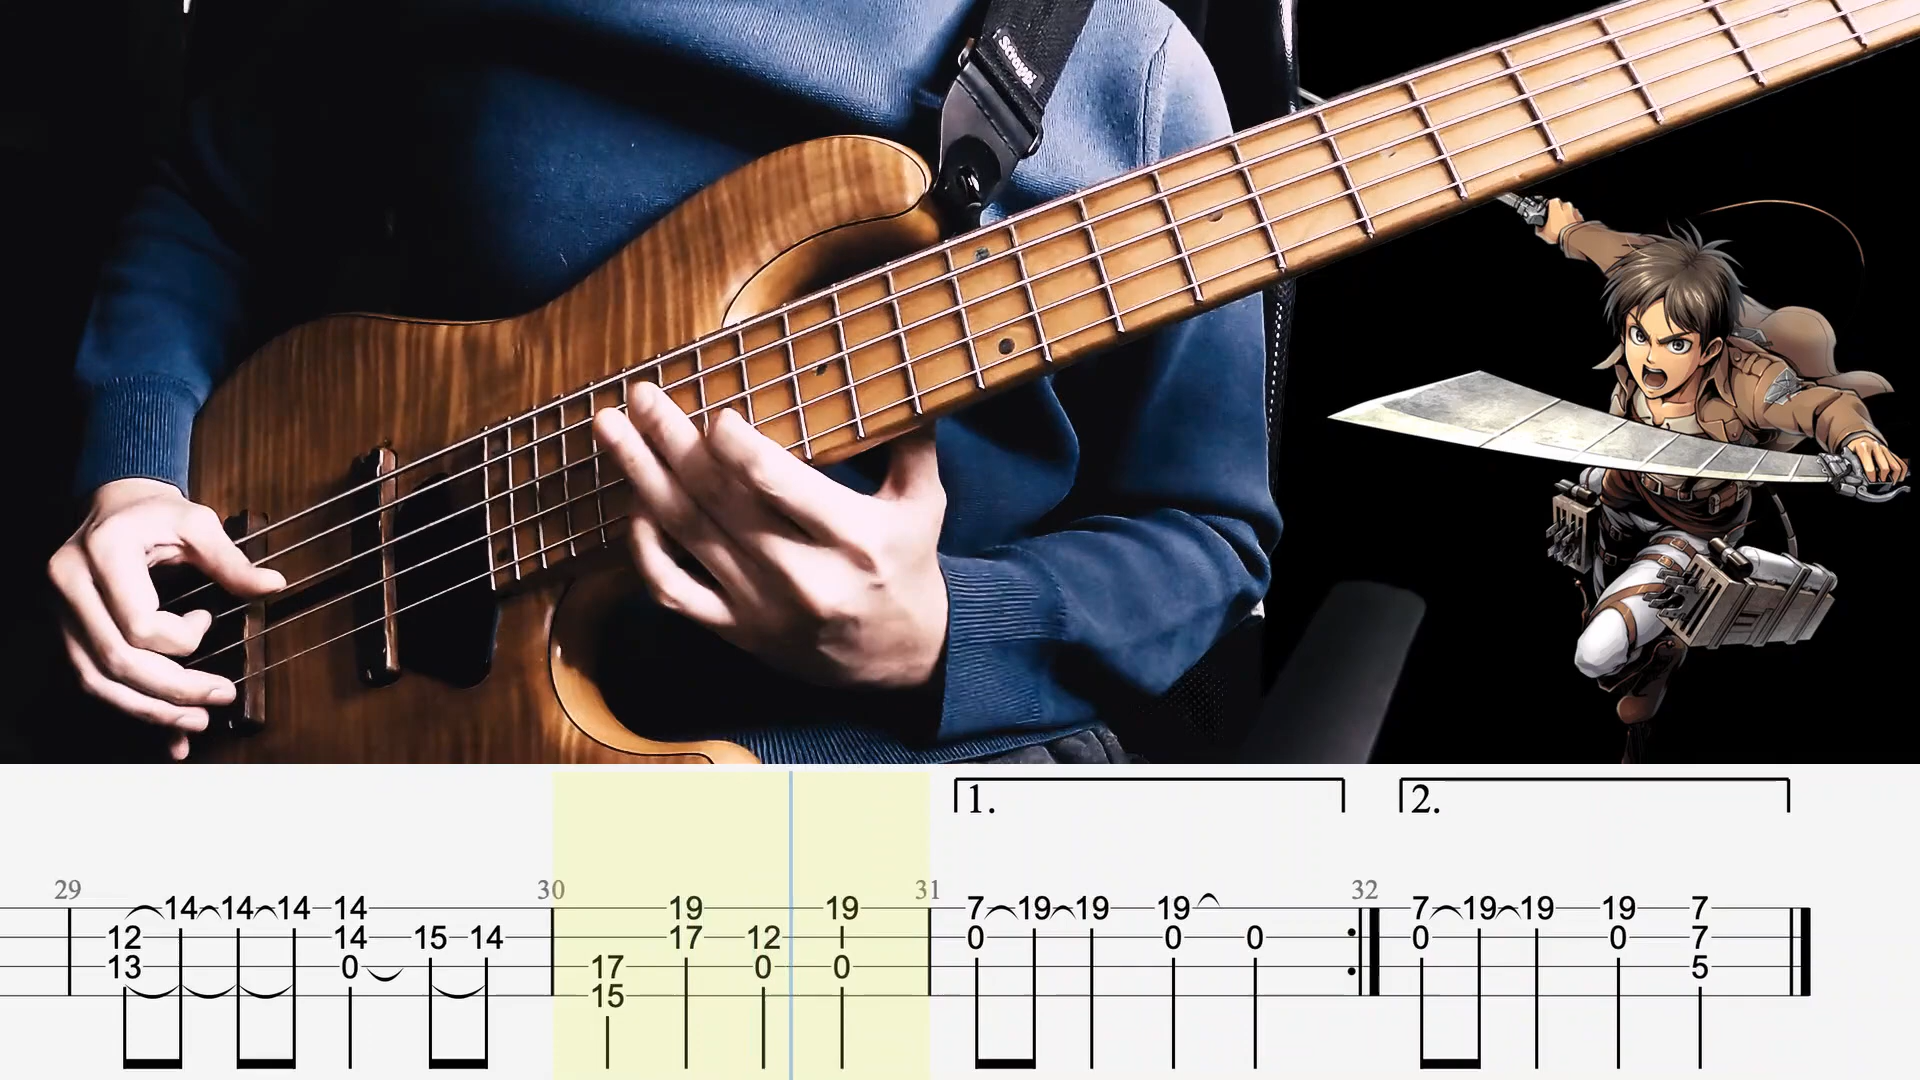 Scruggi
1. 2.
29 30 31 32
14 14 14 14 19 19 7 19 19 19 7 19 19 19 7
12 14 15 14 17 12 0 0 0 0 0 7
13 0 17 0 0 5
15